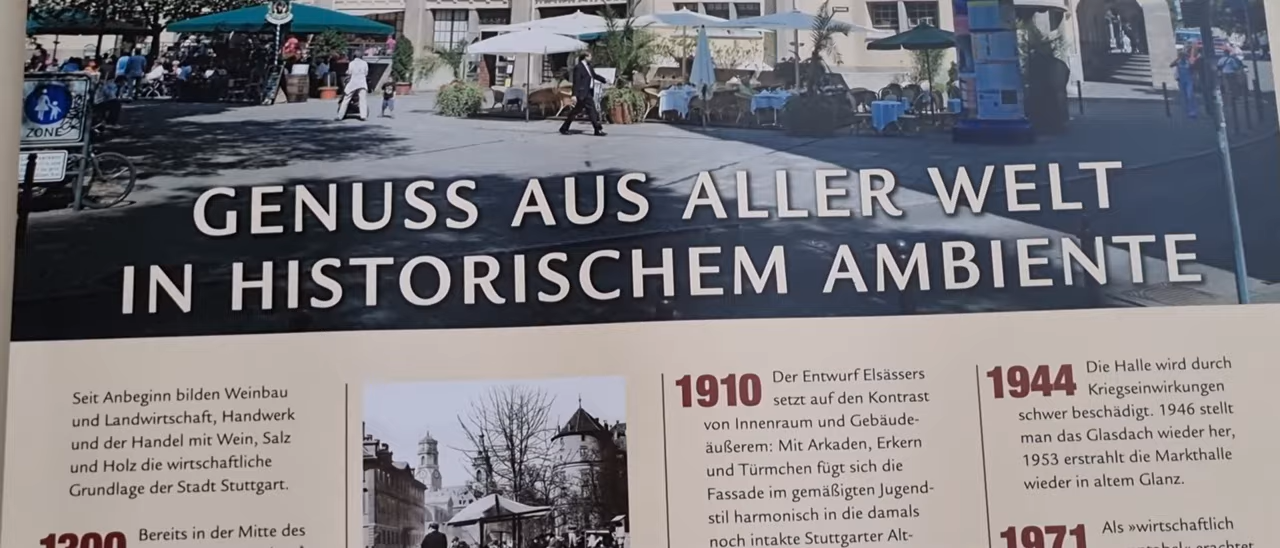 ZONE
GENUSS AUS ALLER WELT
IN HISTORISCHEM AMBIENTE
Seit Anbeginn bilden Weinbau
und Landwirtschaft, Handwerk
und der Handel mit Wein, Salz
und Holz die wirtschaftliche
Grundlage der Stadt Stuttgart.
1300 Bereits in der Mitte des
1910 Der Entwurf Elsässers
setzt auf den Kontrast
von Innenraum und Gebäude-
äußerem: Mit Arkaden, Erkern
und Türmchen fügt sich die
Fassade im gemäßigten Jugend-
stil harmonisch in die damals
noch intakte Stuttgarter Alt-
1944 Die Halle wird durch
Kriegseinwirkungen
schwer beschädigt. 1946 stellt
man das Glasdach wieder her,
1953 erstrahlt die Markthalle
wieder in altem Glanz.
1971 Als »wirtschaftlich